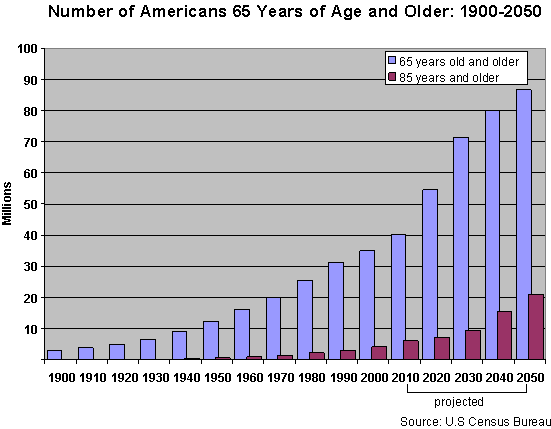 Number of Americans 65 Years of Age and Older: 1900-2050
100
90
80
70
60
50
40
30
20
10
Millions
65 years old and older
85 years and older
1900 1910 1920 1930 1940 1950 1960 1970 1980 1990 2000 2010 2020 2030 2040 2050
projected
Source: U.S Census Bureau